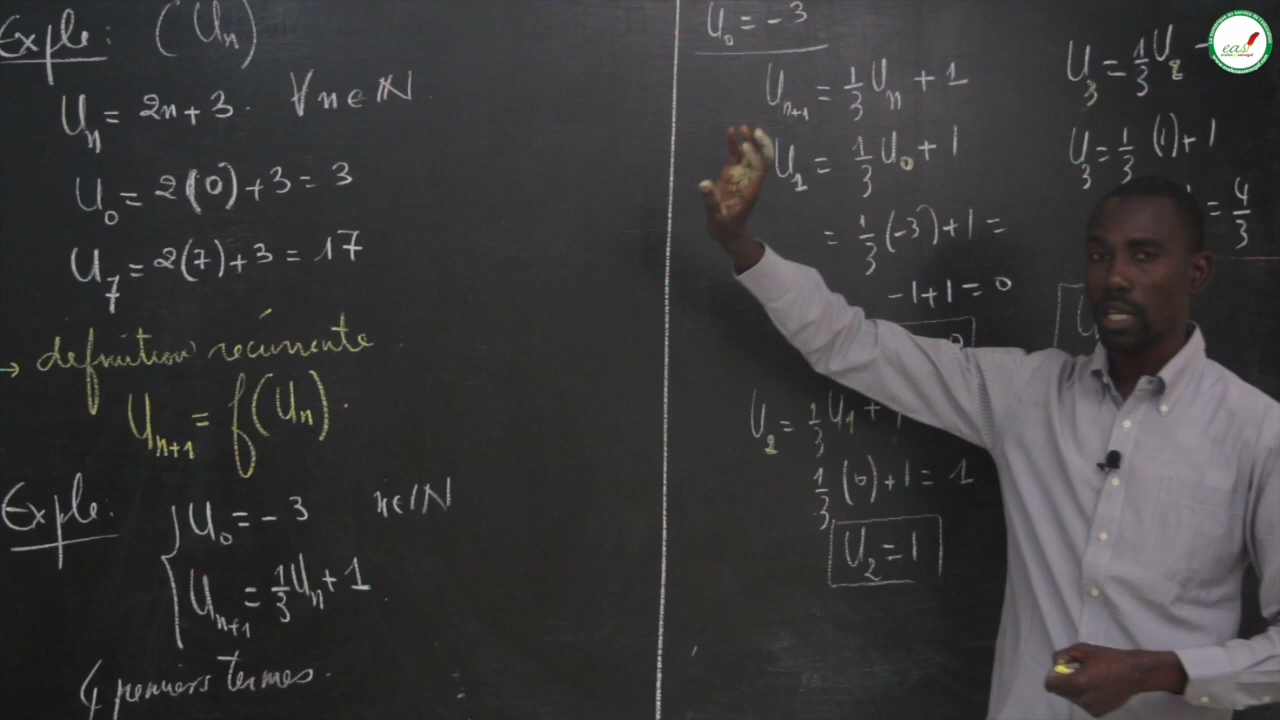 Exple: (Un)
Un = 2n + 3. ∀ n ∈ ℕ
U0 = 2(0) + 3 = 3
U7 = 2(7) + 3 = 17
→ définition récurrente
Un+1 = f(Un).
Exple: { U0 = -3 n ∈ ℕ
Un+1 = 1/3 Un + 1
4 premiers termes.
U0 = -3
Un+1 = 1/3 Un + 1
U1 = 1/3 U0 + 1
= 1/3 (-3) + 1 =
-1 + 1 = 0
U2 = 1/3 U1 + 1
1/3 (0) + 1 = 1
U2 = 1
U3 = 1/3 U2
U3 = 1/3 (1) + 1
= 4/3
eas